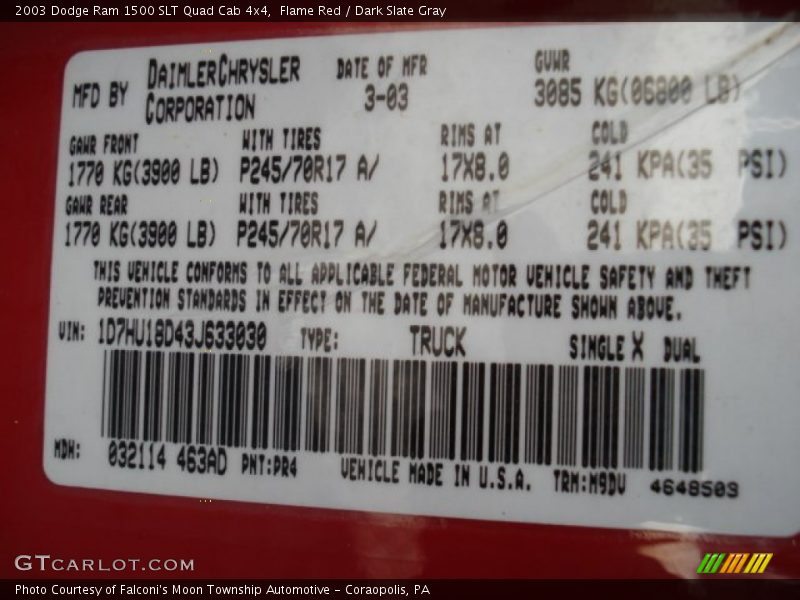 2003 Dodge Ram 1500 SLT Quad Cab 4x4, Flame Red / Dark Slate Gray
MFD BY DAIMLERCHRYSLER CORPORATION DATE OF MFR 3-03 GVWR 3085 KG(06800 LB)
GAWR FRONT WITH TIRES RIMS AT COLD
1770 KG(3900 LB) P245/70R17 A/ 17X8.0 241 KPA(35 PSI)
GAWR REAR WITH TIRES RIMS AT COLD
1770 KG(3900 LB) P245/70R17 A/ 17X8.0 241 KPA(35 PSI)
THIS VEHICLE CONFORMS TO ALL APPLICABLE FEDERAL MOTOR VEHICLE SAFETY AND THEFT
PREVENTION STANDARDS IN EFFECT ON THE DATE OF MANUFACTURE SHOWN ABOVE.
VIN: 1D7HU18D43J633030 TYPE: TRUCK SINGLE X DUAL
MDH: 032114 463AD PNT:PR4 VEHICLE MADE IN U.S.A. TRM:M9DV 4648503
GTCARLOT.COM
Photo Courtesy of Falconi's Moon Township Automotive – Coraopolis, PA